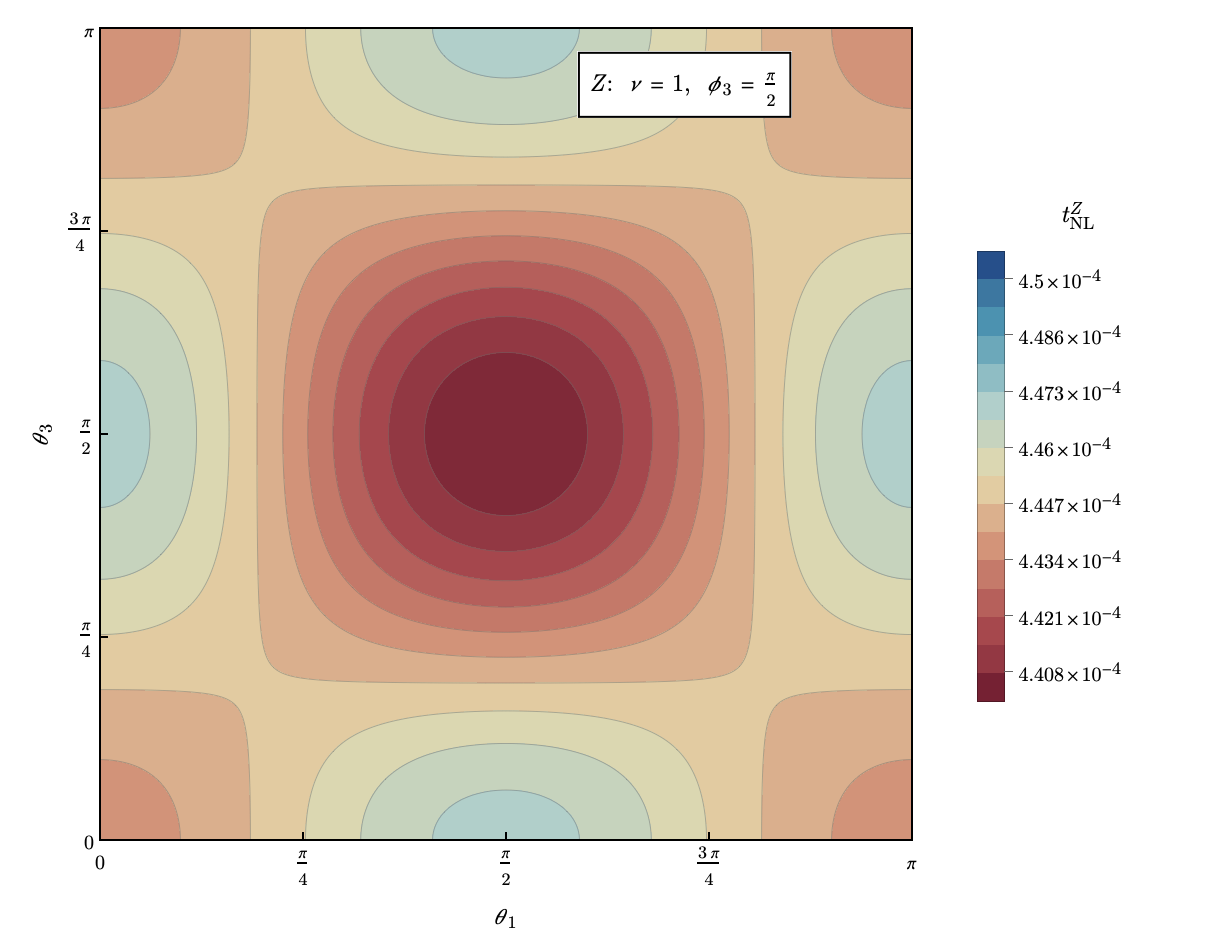 π
Z: ν = 1, ϕ₃ = π/2
3π/4
π/2
π/4
0
θ₃
0
π/4
π/2
3π/4
π
θ₁
t^Z_NL
4.5×10⁻⁴
4.486×10⁻⁴
4.473×10⁻⁴
4.46×10⁻⁴
4.447×10⁻⁴
4.434×10⁻⁴
4.421×10⁻⁴
4.408×10⁻⁴